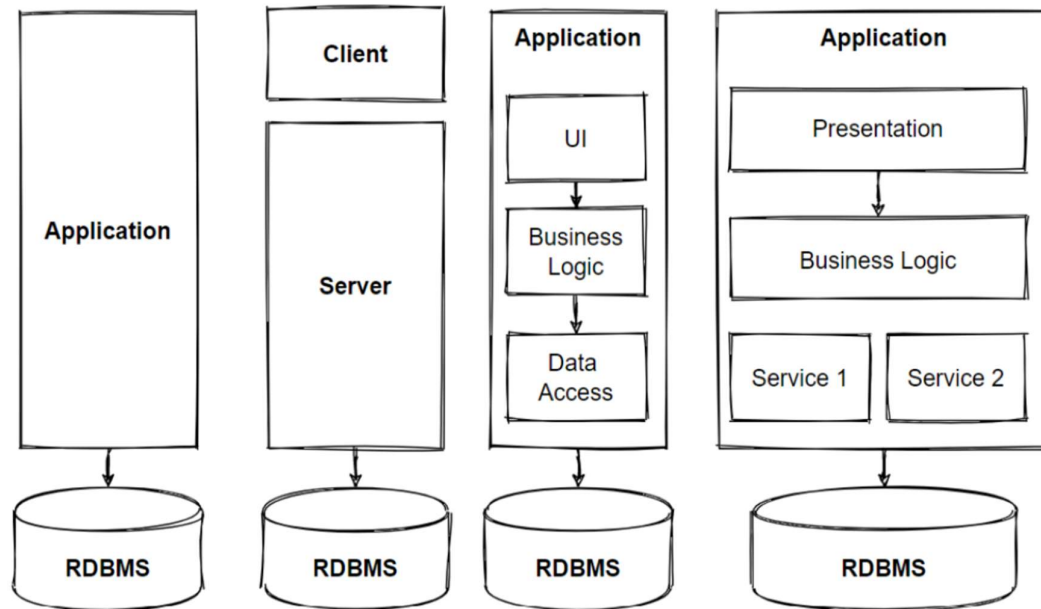 Application
RDBMS
Client
Server
RDBMS
Application
UI
Business
Logic
Data
Access
RDBMS
Application
Presentation
Business Logic
Service 1
Service 2
RDBMS